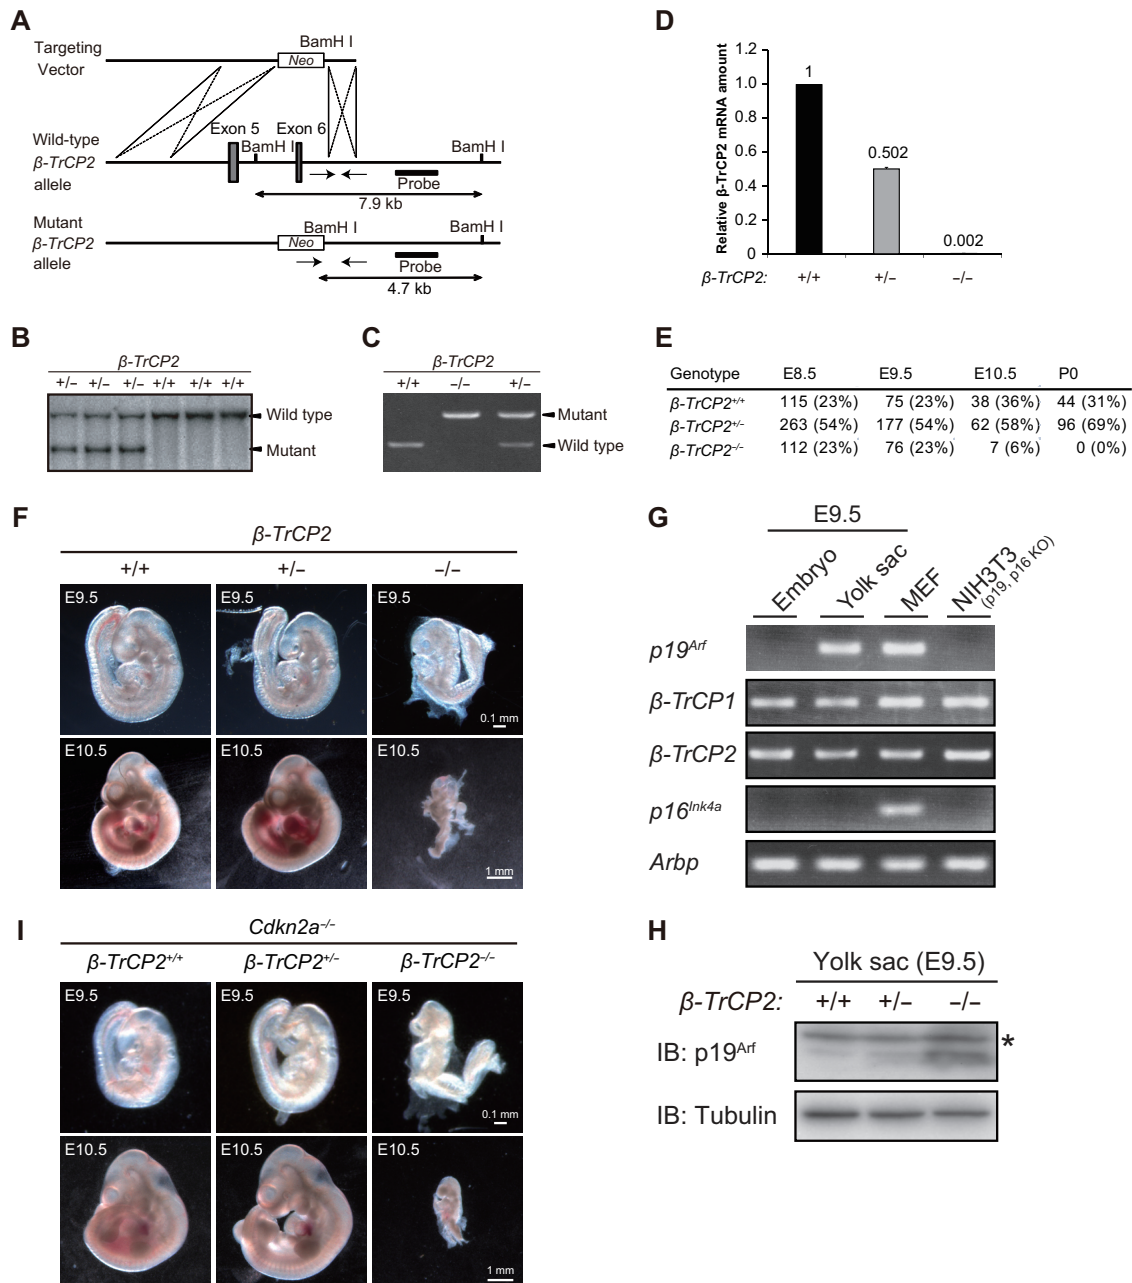 A
Targeting
Vector
BamH I
Neo
Wild-type
β-TrCP2
allele
Exon 5
Exon 6
BamH I
BamH I
Probe
7.9 kb
Mutant
β-TrCP2
allele
BamH I
BamH I
Neo
Probe
4.7 kb
D
Relative β-TrCP2 mRNA amount
1.2
1.0
0.8
0.6
0.4
0.2
0
1
0.502
0.002
β-TrCP2: +/+ +/– –/–
B
β-TrCP2
+/– +/– +/– +/+ +/+ +/+
Wild type
Mutant
C
β-TrCP2
+/+ –/– +/–
Mutant
Wild type
E
Genotype E8.5 E9.5 E10.5 P0
β-TrCP2+/+ 115 (23%) 75 (23%) 38 (36%) 44 (31%)
β-TrCP2+/- 263 (54%) 177 (54%) 62 (58%) 96 (69%)
β-TrCP2-/- 112 (23%) 76 (23%) 7 (6%) 0 (0%)
F
β-TrCP2
+/+ +/– –/–
E9.5 E9.5 E9.5
0.1 mm
E10.5 E10.5 E10.5
1 mm
G
E9.5
Embryo
Yolk sac
MEF
NIH3T3
(p19, p16 KO)
p19Arf
β-TrCP1
β-TrCP2
p16Ink4a
Arbp
I
Cdkn2a–/–
β-TrCP2+/+ β-TrCP2+/– β-TrCP2–/–
E9.5 E9.5 E9.5
0.1 mm
E10.5 E10.5 E10.5
1 mm
H
Yolk sac (E9.5)
β-TrCP2: +/+ +/– –/–
IB: p19Arf
*
IB: Tubulin